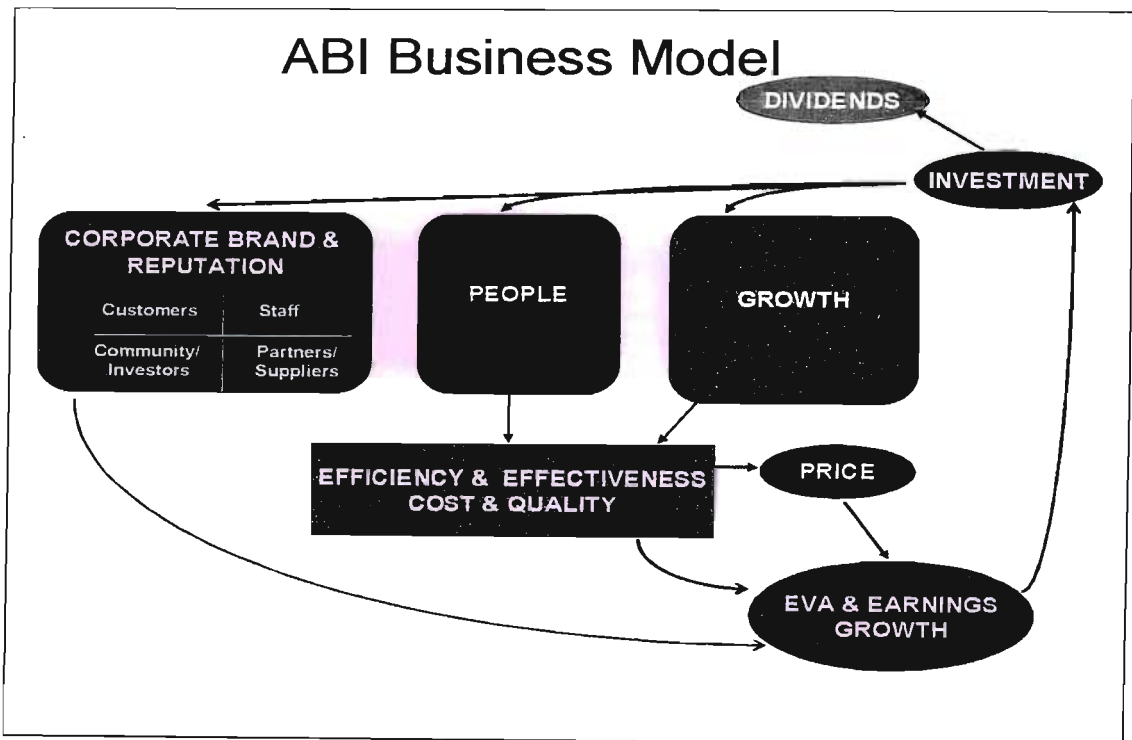 ABI Business Model
DIVIDENDS
INVESTMENT
CORPORATE BRAND &
REPUTATION
Customers
Staff
Community/
Investors
Partners/
Suppliers
PEOPLE
GROWTH
EFFICIENCY & EFFECTIVENESS
COST & QUALITY
PRICE
EVA & EARNINGS
GROWTH